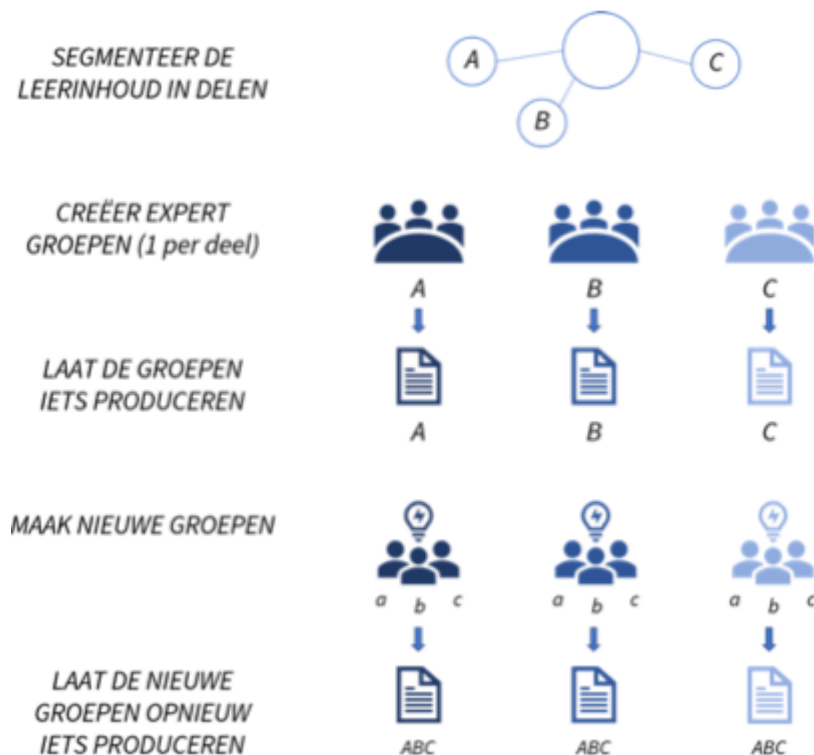 SEGMENTEER DE
LEERINHOUD IN DELEN
A
C
B
CREËER EXPERT
GROEPEN (1 per deel)
A B C
LAAT DE GROEPEN
IETS PRODUCEREN
A B C
MAAK NIEUWE GROEPEN
a b c a b c a b c
LAAT DE NIEUWE
GROEPEN OPNIEUW
IETS PRODUCEREN
ABC ABC ABC